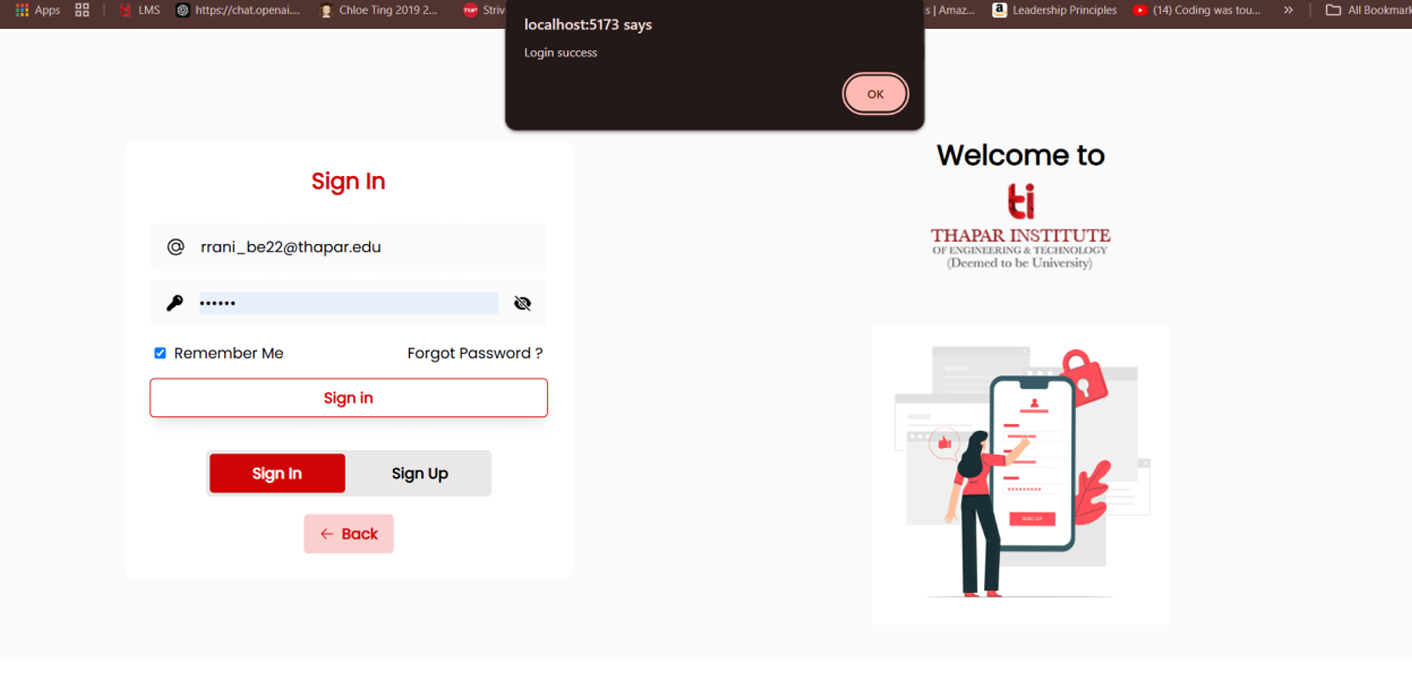 Apps
LMS
https://chat.openai....
Chloe Ting 2019 2...
Striv
s | Amaz...
Leadership Principles
(14) Coding was tou...
»
All Bookmark
localhost:5173 says
Login success
OK
Sign In
rrani_be22@thapar.edu
••••••
Remember Me
Forgot Password ?
Sign in
Sign In
Sign Up
← Back
Welcome to
ti
THAPAR INSTITUTE
OF ENGINEERING & TECHNOLOGY
(Deemed to be University)
SING UP